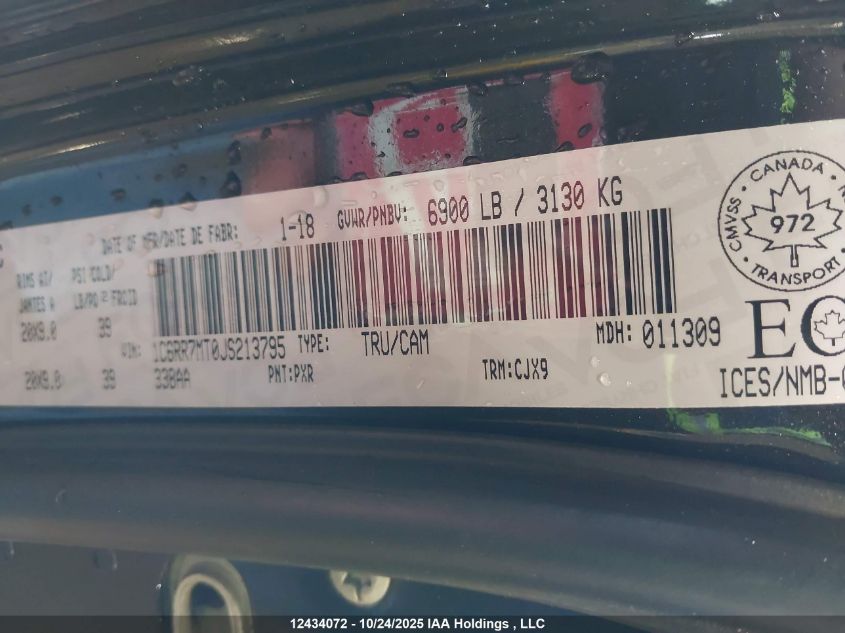 DATE OF MFR/DATE DE FABR: 1-18 GVWR/PNBV: 6900 LB / 3130 KG
RIMS AT/ PSI COLD/
JANTES A LB/PO² FROID
20X9.0 39
VIN: 1C6RR7MT0JS213795 TYPE: TRU/CAM MDH: 011309
20X9.0 39 33BAA PNT:PXR TRM:CJX9
ICES/NMB-
CANADA
CMVSS
972
TRANSPORT
12434072 - 10/24/2025 IAA Holdings , LLC